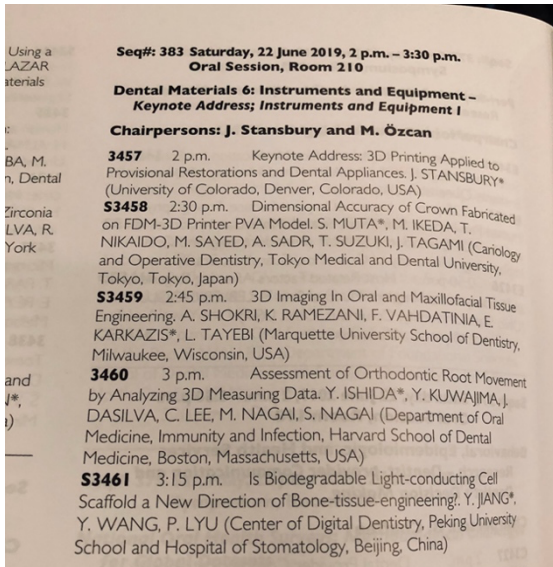 Using a
LAZAR
aterials
BA, M.
n, Dental
Zirconia
LVA, R.
York
and
Seq#: 383 Saturday, 22 June 2019, 2 p.m. – 3:30 p.m.
Oral Session, Room 210
Dental Materials 6: Instruments and Equipment –
Keynote Address; Instruments and Equipment I
Chairpersons: J. Stansbury and M. Özcan
3457 2 p.m. Keynote Address: 3D Printing Applied to
Provisional Restorations and Dental Appliances. J. STANSBURY*
(University of Colorado, Denver, Colorado, USA)
S3458 2:30 p.m. Dimensional Accuracy of Crown Fabricated
on FDM-3D Printer PVA Model. S. MUTA*, M. IKEDA, T.
NIKAIDO, M. SAYED, A. SADR, T. SUZUKI, J. TAGAMI (Cariology
and Operative Dentistry, Tokyo Medical and Dental University,
Tokyo, Tokyo, Japan)
S3459 2:45 p.m. 3D Imaging In Oral and Maxillofacial Tissue
Engineering. A. SHOKRI, K. RAMEZANI, F. VAHDATINIA, E.
KARKAZIS*, L. TAYEBI (Marquette University School of Dentistry,
Milwaukee, Wisconsin, USA)
3460 3 p.m. Assessment of Orthodontic Root Movement
by Analyzing 3D Measuring Data. Y. ISHIDA*, Y. KUWAJIMA, J.
DASILVA, C. LEE, M. NAGAI, S. NAGAI (Department of Oral
Medicine, Immunity and Infection, Harvard School of Dental
Medicine, Boston, Massachusetts, USA)
S3461 3:15 p.m. Is Biodegradable Light-conducting Cell
Scaffold a New Direction of Bone-tissue-engineering?. Y. JIANG*,
Y. WANG, P. LYU (Center of Digital Dentistry, Peking University
School and Hospital of Stomatology, Beijing, China)